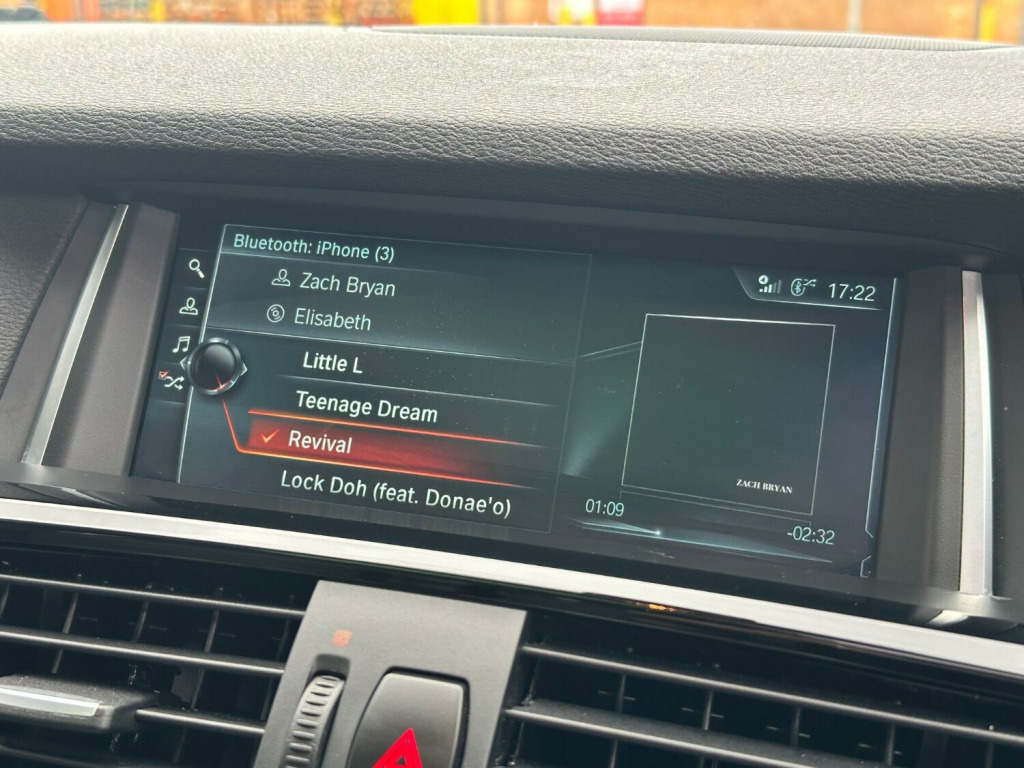 Bluetooth: iPhone (3)
Zach Bryan
Elisabeth
Little L
Teenage Dream
Revival
Lock Doh (feat. Donae'o)
17:22
ZACH BRYAN
01:09
-02:32